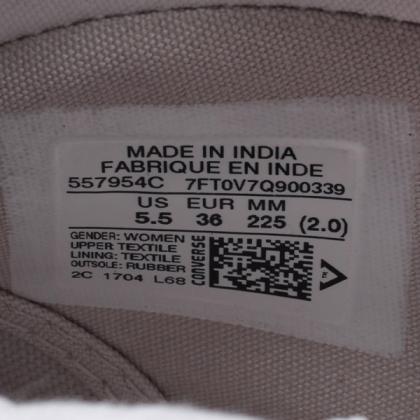 MADE IN INDIA
FABRIQUE EN INDE
557954C 7FT0V7Q900339
US EUR MM
5.5 36 225 (2.0)
GENDER: WOMEN
UPPER: TEXTILE
LINING: TEXTILE
OUTSOLE: RUBBER
2C 1704 L68
CONVERSE
TM